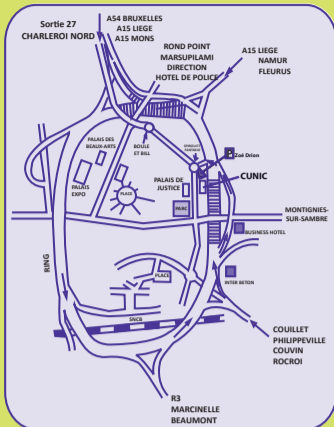 Sortie 27
CHARLEROI NORD
A54 BRUXELLES
A15 LIEGE
A15 MONS
ROND POINT
MARSUPILAMI
DIRECTION
HOTEL DE POLICE
A15 LIEGE
NAMUR
FLEURUS
PALAIS DES
BEAUX-ARTS
BOULE
ET BILL
Zoé Drion
CUNIC
PALAIS
EXPO
PLACE
PALAIS DE
JUSTICE
PARC
MONTIGNIES-
SUR-SAMBRE
BUSINESS HOTEL
RING
PLACE
INTER BETON
SNCB
COUILLET
PHILIPPEVILLE
COUVIN
ROCROI
R3
MARCINELLE
BEAUMONT